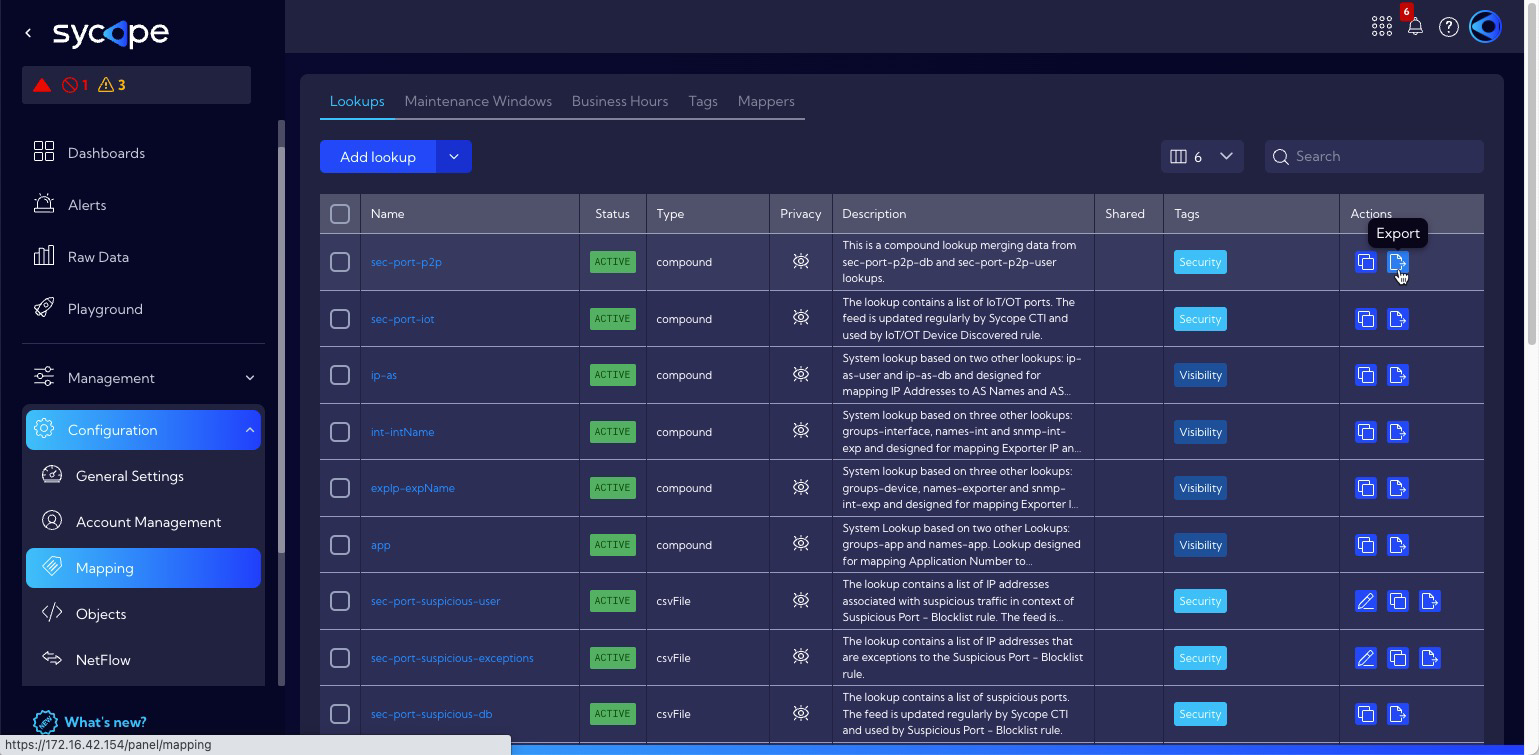 sycope
6
1
3
Dashboards
Alerts
Raw Data
Playground
Management
Configuration
General Settings
Account Management
Mapping
Objects
NetFlow
What's new?
https://172.16.42.154/panel/mapping
Lookups Maintenance Windows Business Hours Tags Mappers
Add lookup
6
Search
Name Status Type Privacy Description Shared Tags Actions
Export
sec-port-p2p ACTIVE compound
This is a compound lookup merging data from
sec-port-p2p-db and sec-port-p2p-user
lookups.
Security
sec-port-iot ACTIVE compound
The lookup contains a list of IoT/OT ports. The
feed is updated regularly by Sycope CTI and
used by IoT/OT Device Discovered rule.
Security
ip-as ACTIVE compound
System lookup based on two other lookups: ip-
as-user and ip-as-db and designed for
mapping IP Addresses to AS Names and AS...
Visibility
int-intName ACTIVE compound
System lookup based on three other lookups:
groups-interface, names-int and snmp-int-
exp and designed for mapping Exporter IP an...
Visibility
expIp-expName ACTIVE compound
System lookup based on three other lookups:
groups-device, names-exporter and snmp-
int-exp and designed for mapping Exporter I...
Visibility
app ACTIVE compound
System Lookup based on two other Lookups:
groups-app and names-app. Lookup designed
for mapping Application Number to...
Visibility
sec-port-suspicious-user ACTIVE csvFile
The lookup contains a list of IP addresses
associated with suspicious traffic in context of
Suspicious Port - Blocklist rule. The feed is...
Security
sec-port-suspicious-exceptions ACTIVE csvFile
The lookup contains a list of IP addresses that
are exceptions to the Suspicious Port - Blocklist
rule.
Security
sec-port-suspicious-db ACTIVE csvFile
The lookup contains a list of suspicious ports.
The feed is updated regularly by Sycope CTI
and used by Suspicious Port - Blocklist rule.
Security